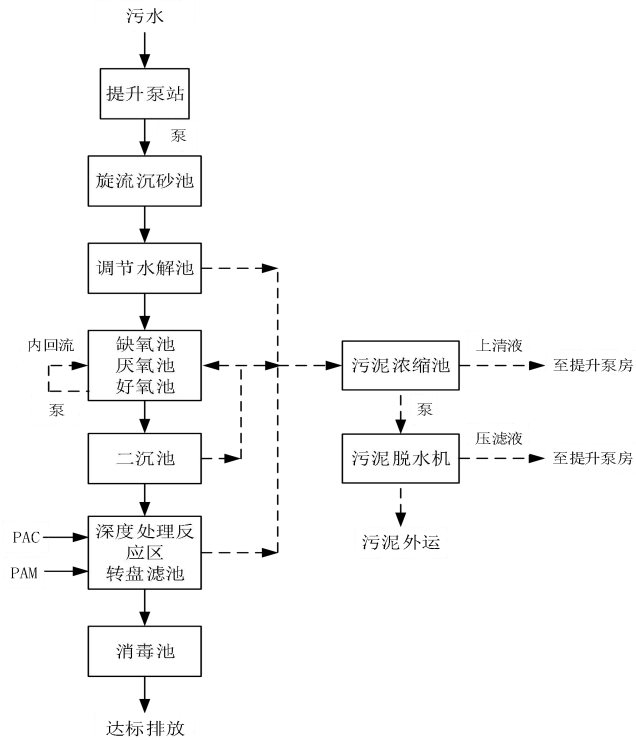 污水
提升泵站
泵
旋流沉砂池
调节水解池
内回流
缺氧池
厌氧池
好氧池
泵
污泥浓缩池
上清液
至提升泵房
泵
二沉池
污泥脱水机
压滤液
至提升泵房
PAC
PAM
深度处理反
应区
转盘滤池
污泥外运
消毒池
达标排放